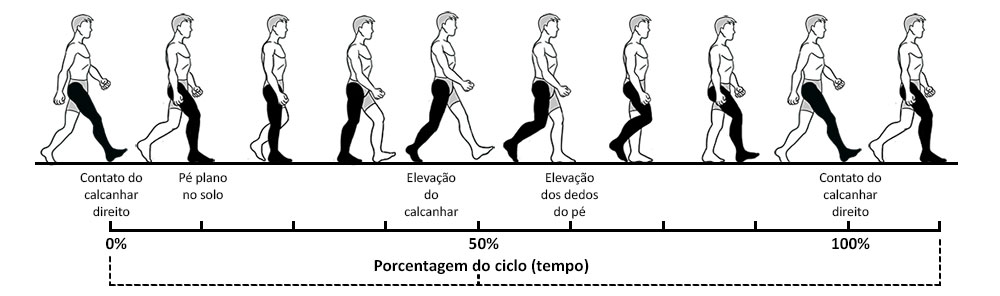 Contato do
calcanhar
direito
Pé plano
no solo
Elevação
do
calcanhar
Elevação
dos dedos
do pé
Contato do
calcanhar
direito
0%
50%
100%
Porcentagem do ciclo (tempo)